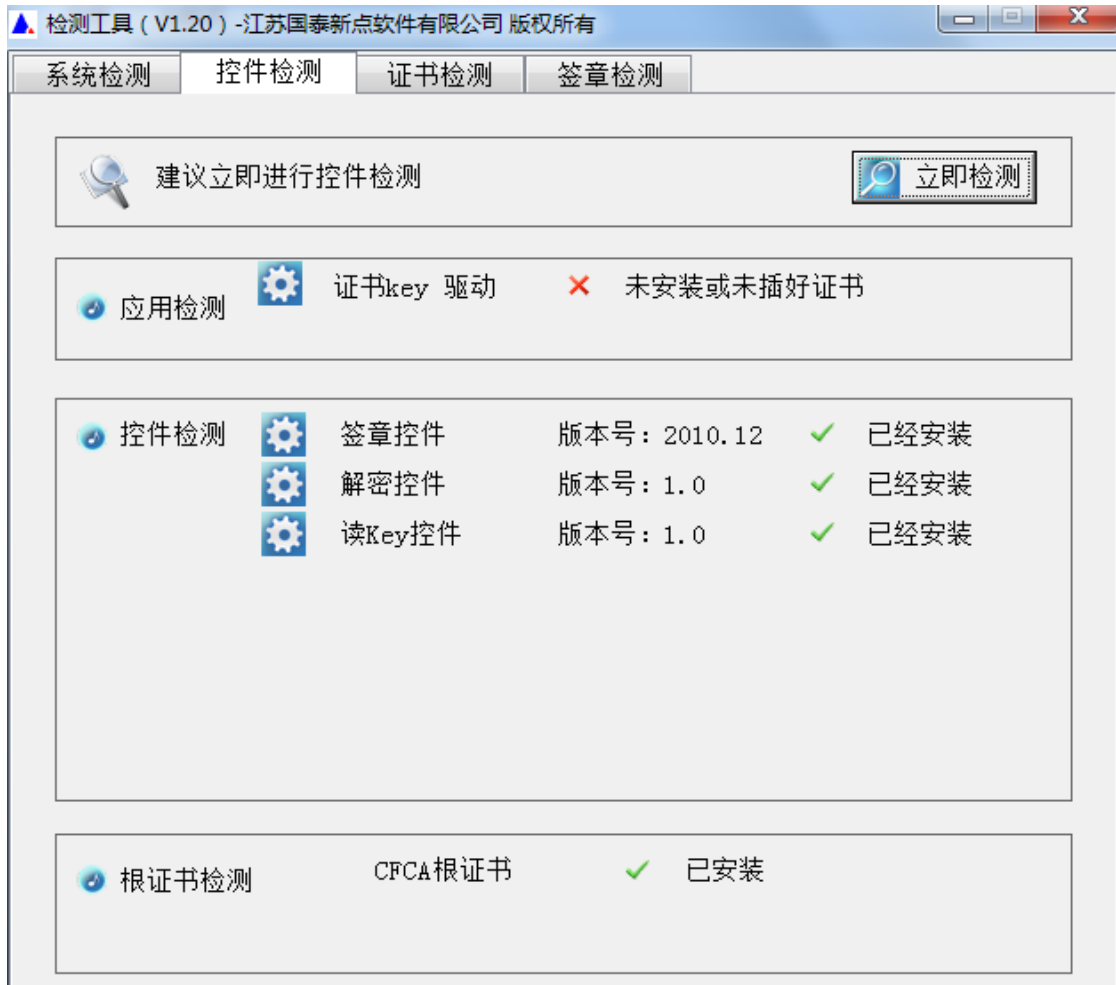 检测工具（V1.20）-江苏国泰新点软件有限公司 版权所有
系统检测 控件检测 证书检测 签章检测
建议立即进行控件检测 立即检测
应用检测 证书key 驱动 未安装或未插好证书
控件检测 签章控件 版本号：2010.12 已经安装
解密控件 版本号：1.0 已经安装
读Key控件 版本号：1.0 已经安装
根证书检测 CFCA根证书 已安装